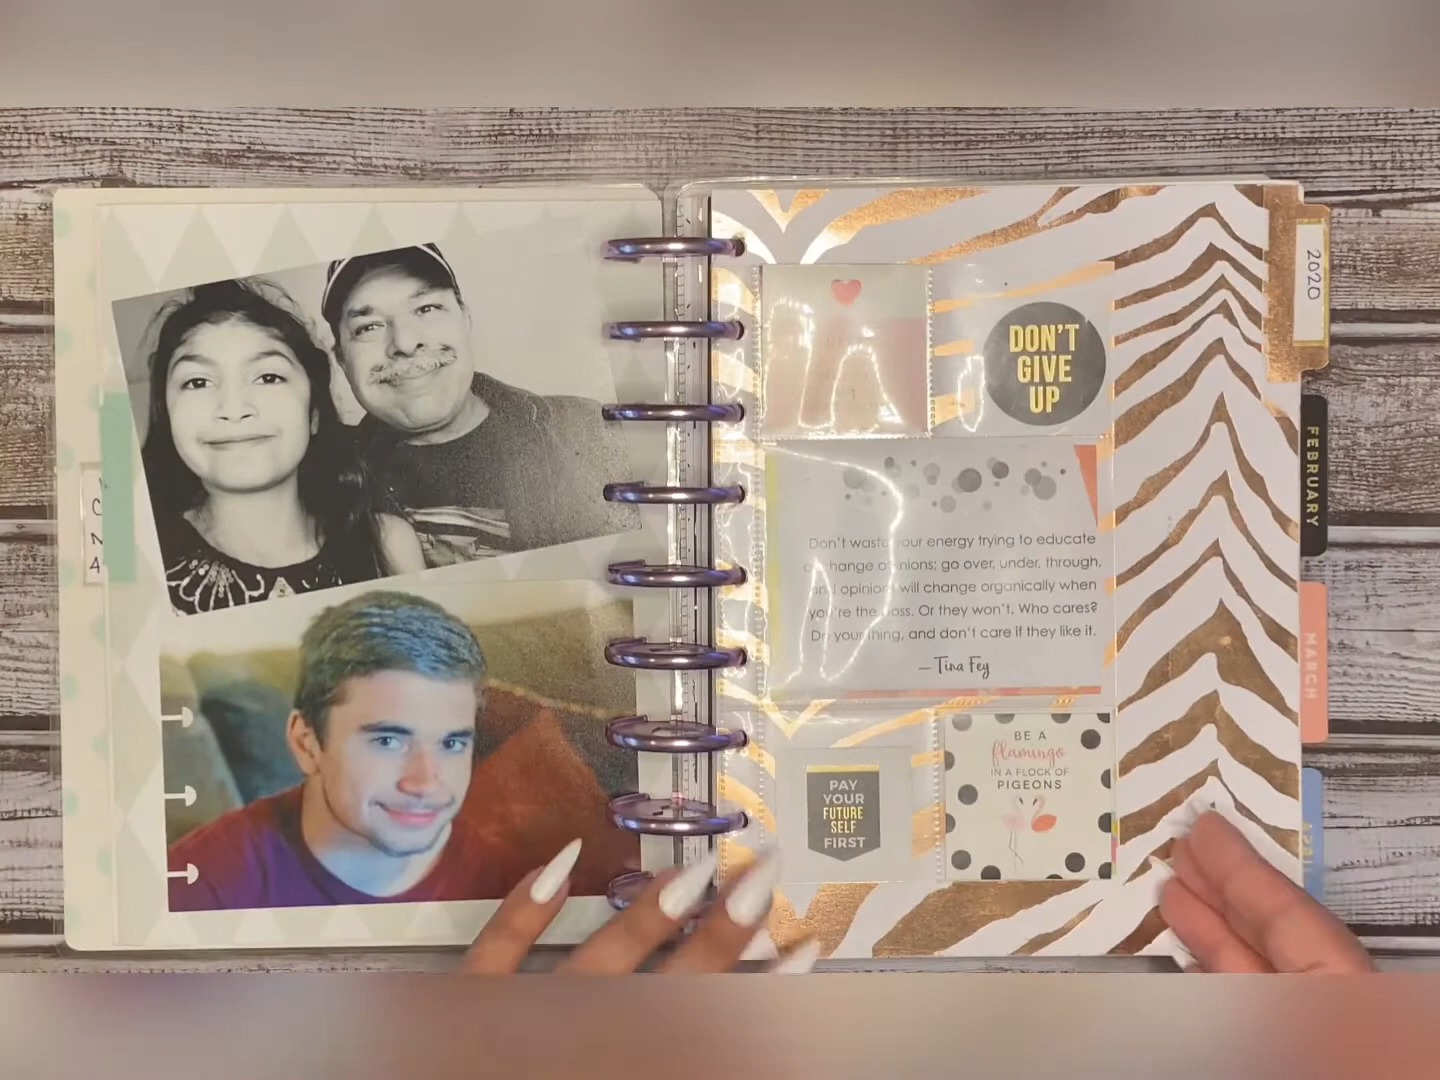 C
N
A
DON'T
GIVE
UP
Don't waste your energy trying to educate
or change opinions; go over, under, through,
and opinions will change organically when
you're the boss. Or they won't. Who cares?
Do your thing, and don't care if they like it.
—Tina Fey
PAY
YOUR
FUTURE
SELF
FIRST
BE A
flamingo
IN A FLOCK OF
PIGEONS
2020
FEBRUARY
MARCH
APRIL